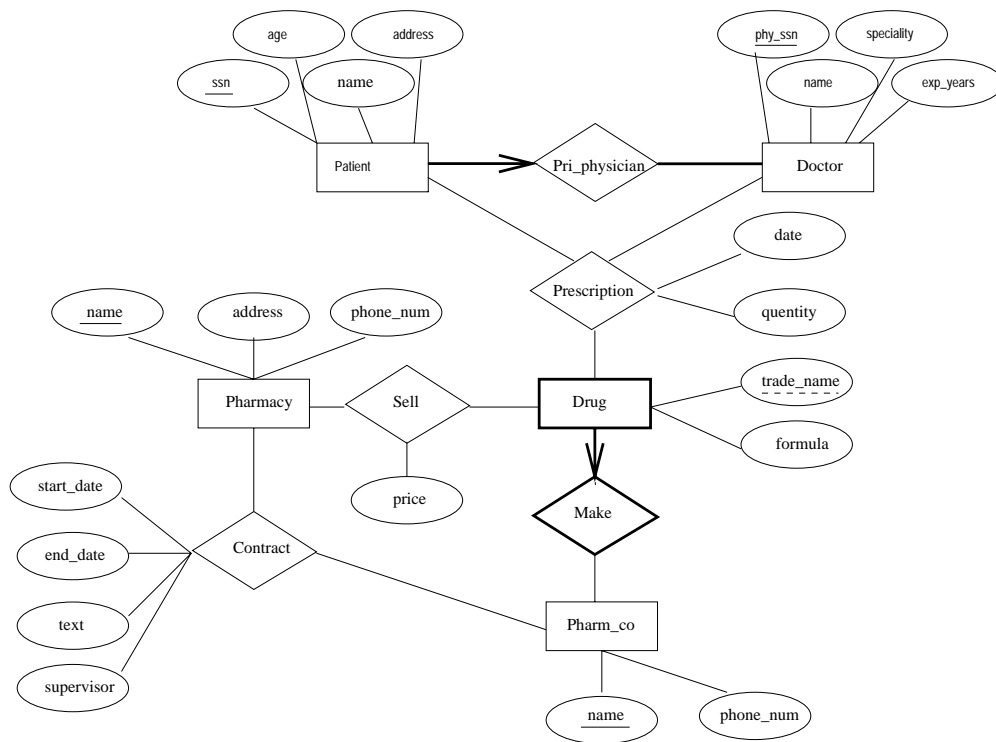 age
address
phy_ssn
speciality
ssn
name
name
exp_years
Patient
Pri_physician
Doctor
date
Prescription
name
address
phone_num
quentity
Pharmacy
Sell
Drug
trade_name
formula
start_date
price
Make
end_date
Contract
text
Pharm_co
supervisor
name
phone_num